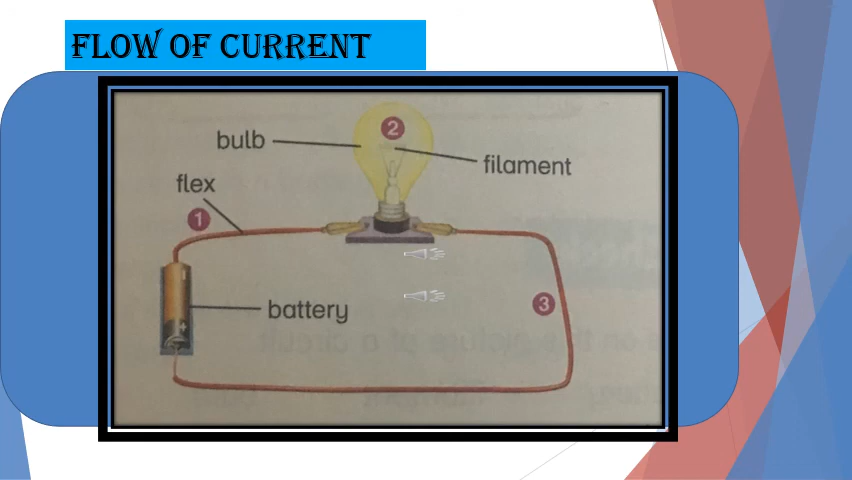 FLOW OF CURRENT
bulb
2
filament
flex
1
battery
3
+